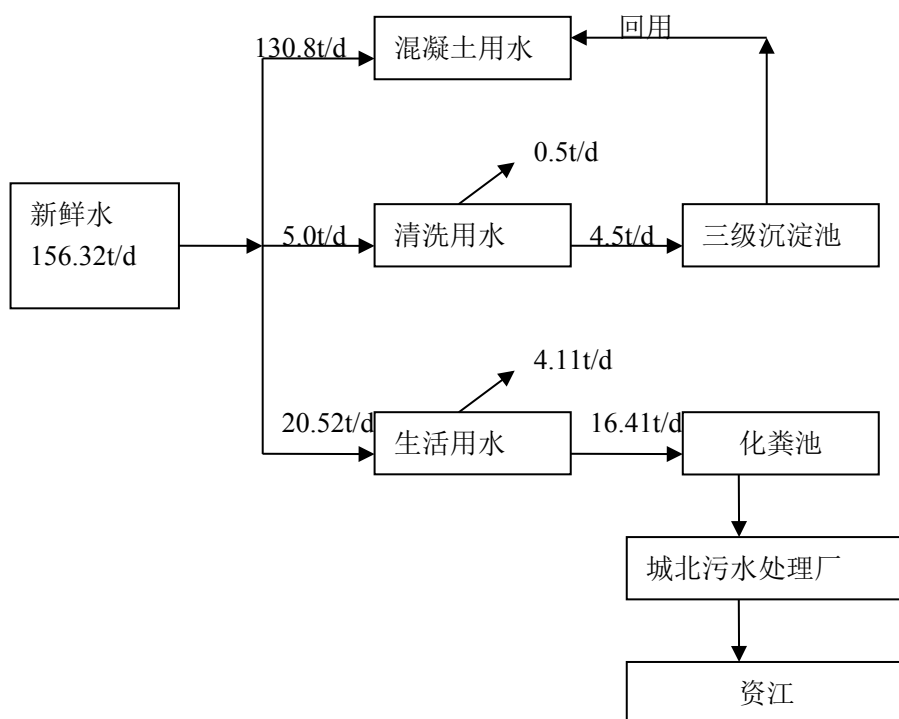 回用
130.8t/d
混凝土用水
0.5t/d
新鲜水
156.32t/d
5.0t/d
清洗用水
4.5t/d
三级沉淀池
4.11t/d
20.52t/d
生活用水
16.41t/d
化粪池
城北污水处理厂
资江